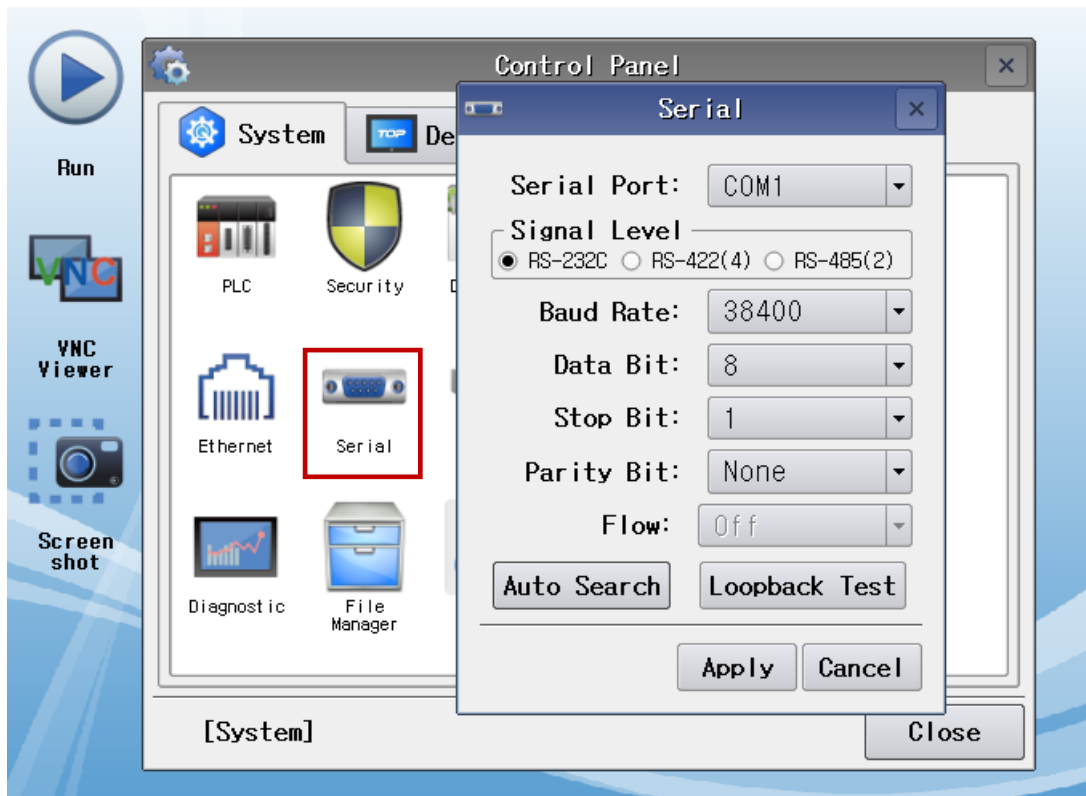 Control Panel
Serial
System
TOP
De
Run
PLC
Security
VNC
VNC
Viewer
Ethernet
Serial
Screen
shot
Diagnostic
File
Manager
Serial Port: COM1
Signal Level
RS-232C RS-422(4) RS-485(2)
Baud Rate: 38400
Data Bit: 8
Stop Bit: 1
Parity Bit: None
Flow: Off
Auto Search Loopback Test
Apply Cancel
[System]
Close